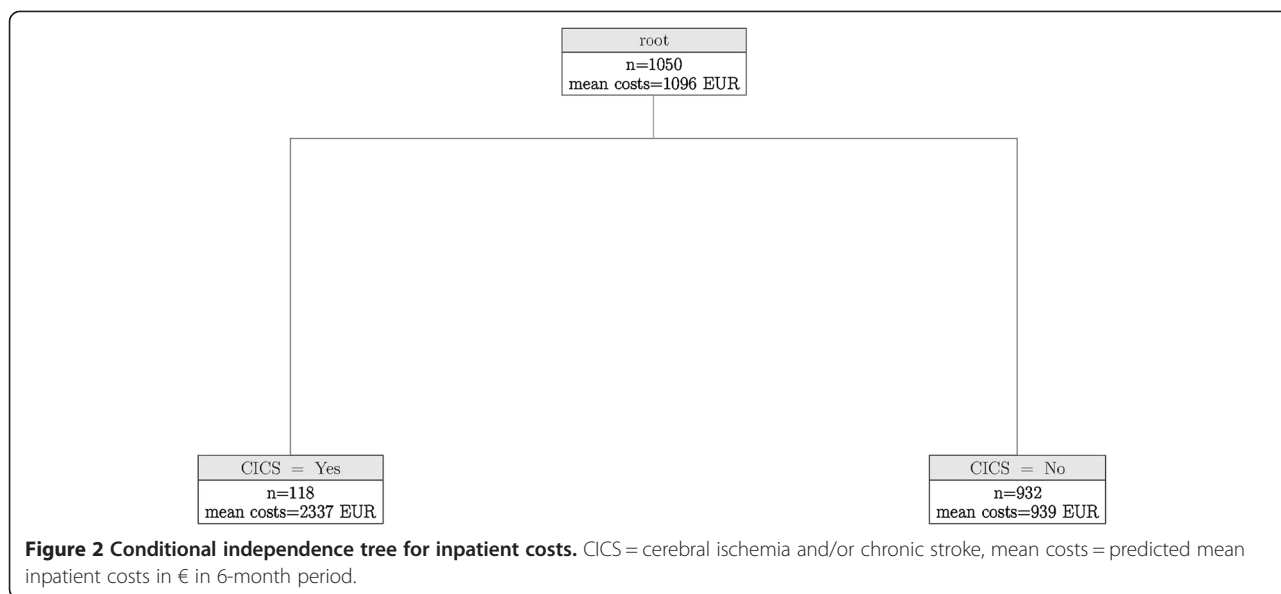 root
n=1050
mean costs=1096 EUR
CICS = Yes
n=118
mean costs=2337 EUR
CICS = No
n=932
mean costs=939 EUR
Figure 2 Conditional independence tree for inpatient costs. CICS = cerebral ischemia and/or chronic stroke, mean costs = predicted mean
inpatient costs in € in 6-month period.